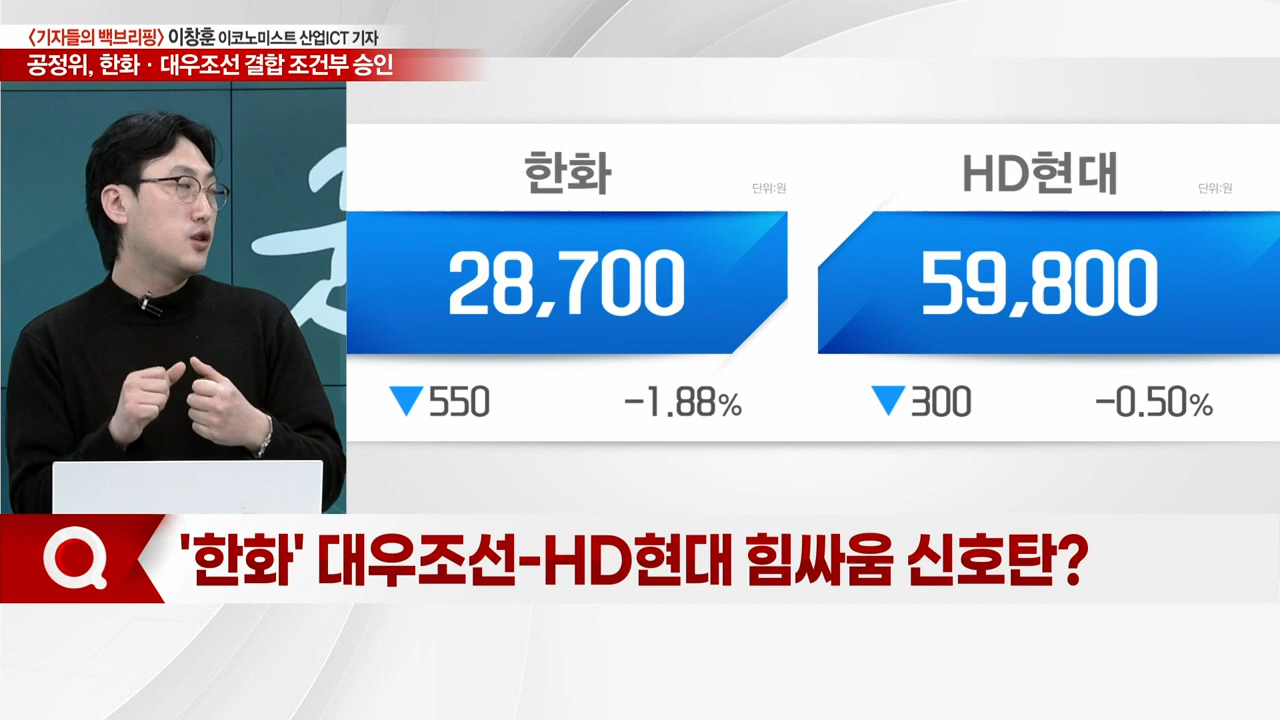 〈기자들의 백브리핑〉 이창훈 이코노미스트 산업ICT 기자
공정위, 한화 · 대우조선 결합 조건부 승인
한화
단위:원
28,700
▼550 -1.88%
HD현대
단위:원
59,800
▼300 -0.50%
Q '한화' 대우조선-HD현대 힘싸움 신호탄?